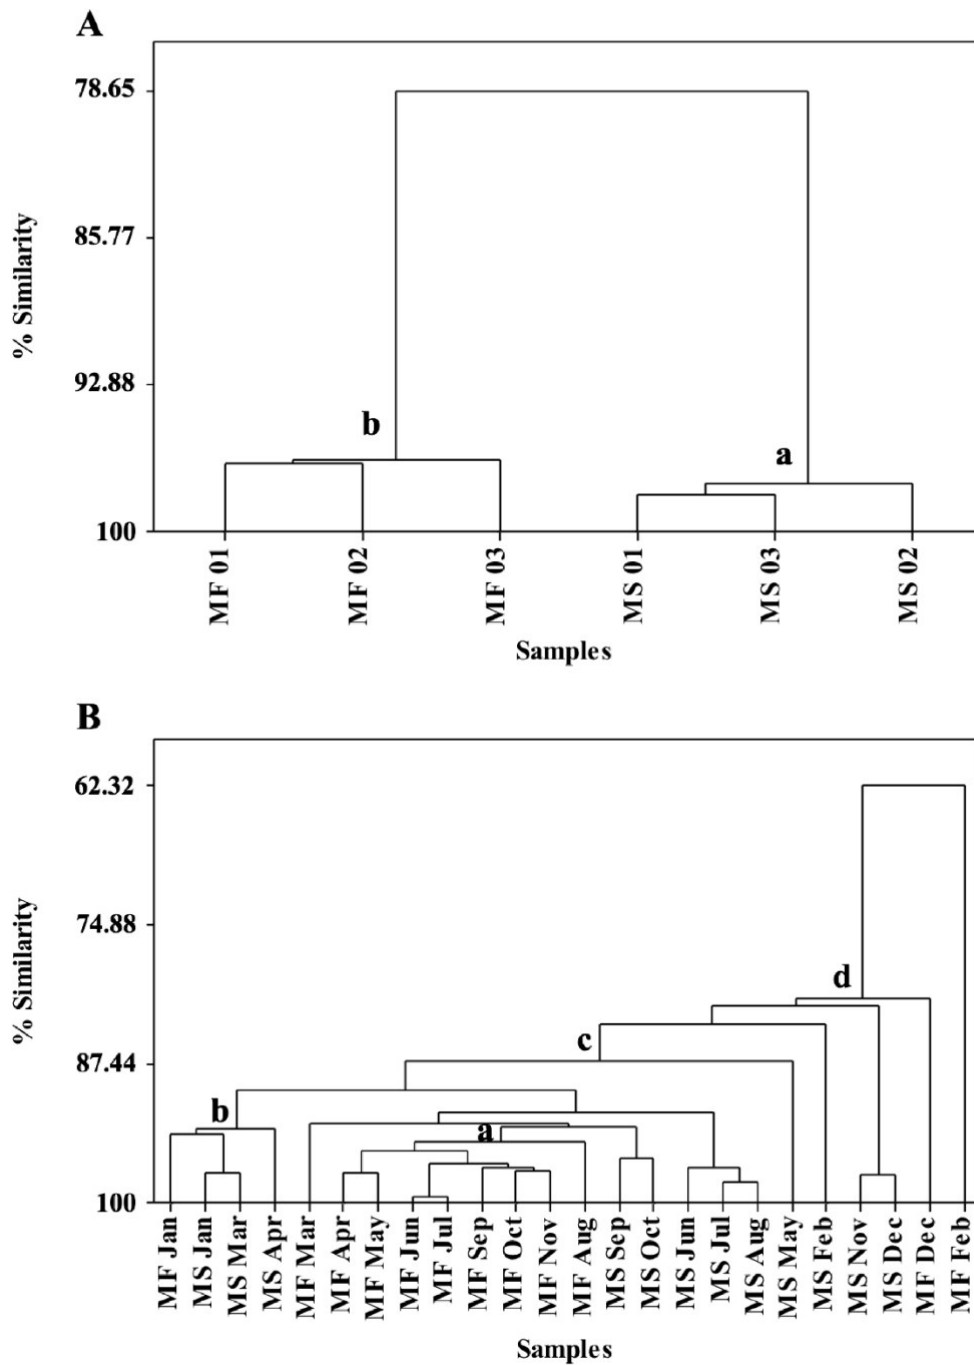 A
78.65
85.77
92.88
100
% Similarity
b
a
MF 01
MF 02
MF 03
MS 01
MS 03
MS 02
Samples
B
62.32
74.88
87.44
100
% Similarity
d
c
b
a
MF Jan
MS Jan
MS Mar
MS Apr
MF Mar
MF Apr
MF May
MF Jun
MF Jul
MF Sep
MF Oct
MF Nov
MF Aug
MS Sep
MS Oct
MS Jun
MS Jul
MS Aug
MS May
MS Feb
MS Nov
MS Dec
MF Dec
MF Feb
Samples